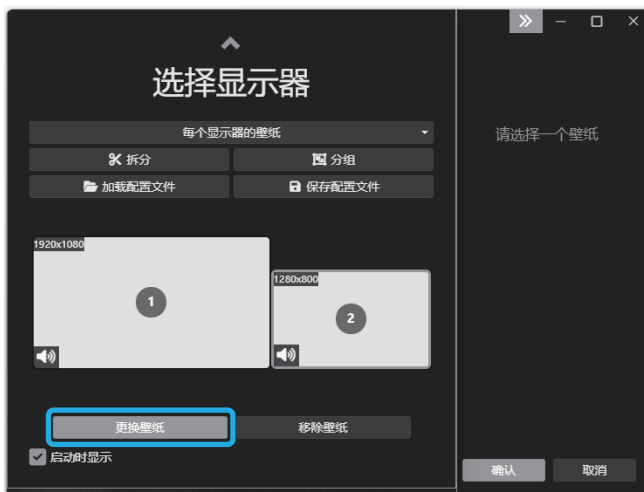 选择显示器
每个显示器的壁纸
拆分 分组
加载配置文件 保存配置文件
1920x1080
1
1280x800
2
更换壁纸 移除壁纸
启动时显示
请选择一个壁纸
确认 取消